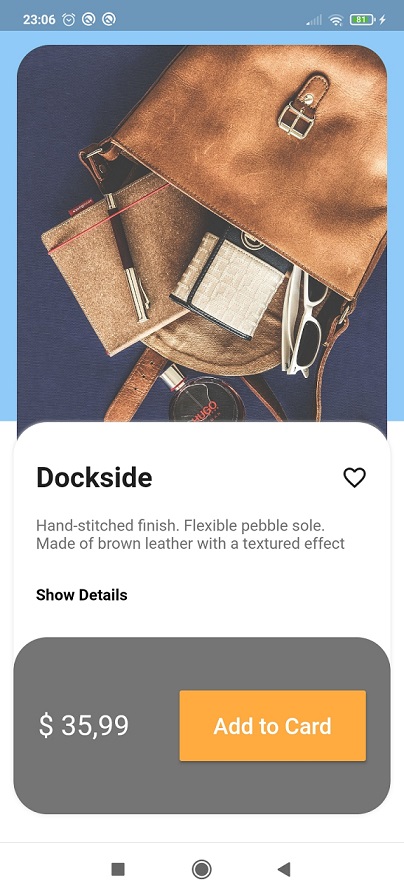 23:06
81
HUGO
Dockside
Hand-stitched finish. Flexible pebble sole.
Made of brown leather with a textured effect
Show Details
$ 35,99
Add to Card